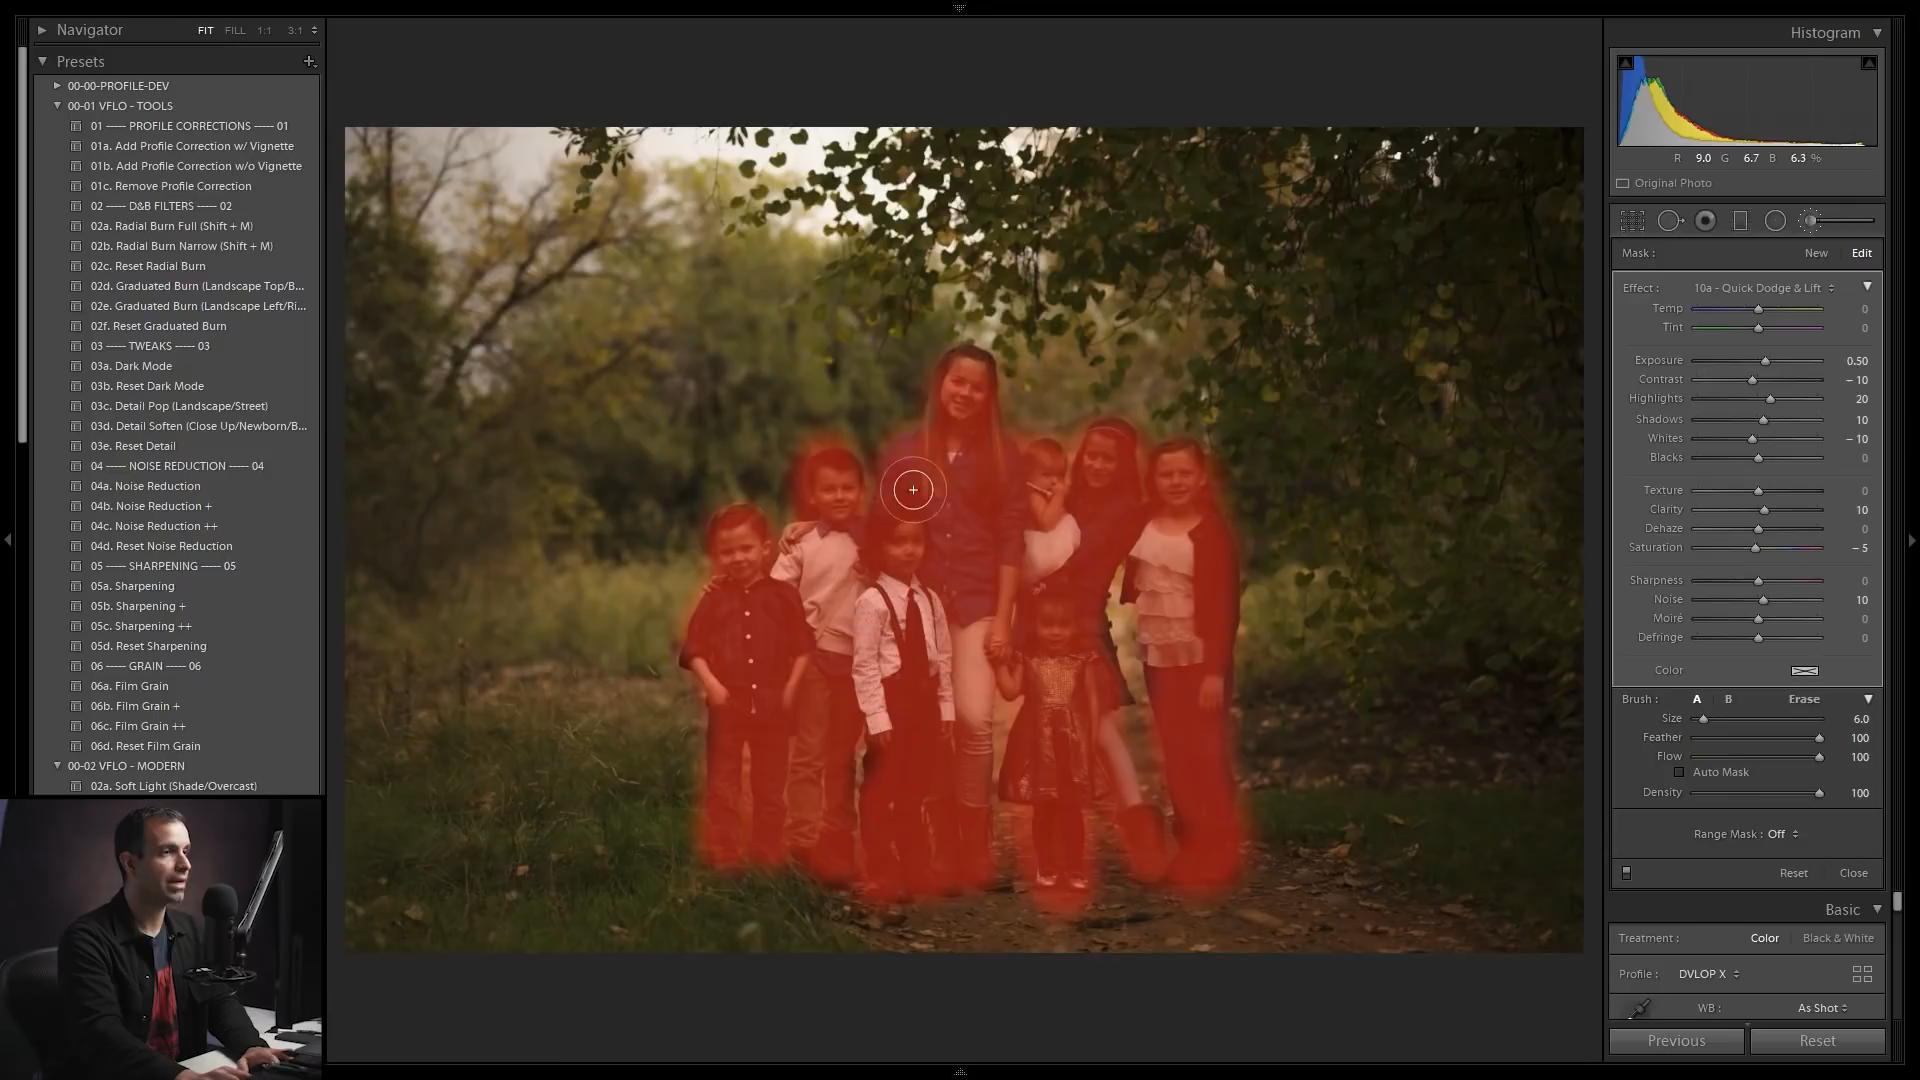 Navigator FIT FILL 1:1 3:1
Presets
00-00-PROFILE-DEV
00-01 VFLO - TOOLS
01 ----- PROFILE CORRECTIONS ----- 01
01a. Add Profile Correction w/ Vignette
01b. Add Profile Correction w/o Vignette
01c. Remove Profile Correction
02 ----- D&B FILTERS ----- 02
02a. Radial Burn Full (Shift + M)
02b. Radial Burn Narrow (Shift + M)
02c. Reset Radial Burn
02d. Graduated Burn (Landscape Top/B...
02e. Graduated Burn (Landscape Left/Ri...
02f. Reset Graduated Burn
03 ----- TWEAKS ----- 03
03a. Dark Mode
03b. Reset Dark Mode
03c. Detail Pop (Landscape/Street)
03d. Detail Soften (Close Up/Newborn/B...
03e. Reset Detail
04 ----- NOISE REDUCTION ----- 04
04a. Noise Reduction
04b. Noise Reduction +
04c. Noise Reduction ++
04d. Reset Noise Reduction
05 ----- SHARPENING ----- 05
05a. Sharpening
05b. Sharpening +
05c. Sharpening ++
05d. Reset Sharpening
06 ----- GRAIN ----- 06
06a. Film Grain
06b. Film Grain +
06c. Film Grain ++
06d. Reset Film Grain
00-02 VFLO - MODERN
02a. Soft Light (Shade/Overcast)
Histogram
R 9.0 G 6.7 B 6.3 %
Original Photo
Mask : New Edit
Effect : 10a - Quick Dodge & Lift
Temp 0
Tint 0
Exposure 0.50
Contrast – 10
Highlights 20
Shadows 10
Whites – 10
Blacks 0
Texture 0
Clarity 10
Dehaze 0
Saturation – 5
Sharpness 0
Noise 10
Moiré 0
Defringe 0
Color
Brush : A B Erase
Size 6.0
Feather 100
Flow 100
Auto Mask
Density 100
Range Mask : Off
Reset Close
Basic
Treatment : Color Black & White
Profile : DVLOP X
WB : As Shot
Previous Reset